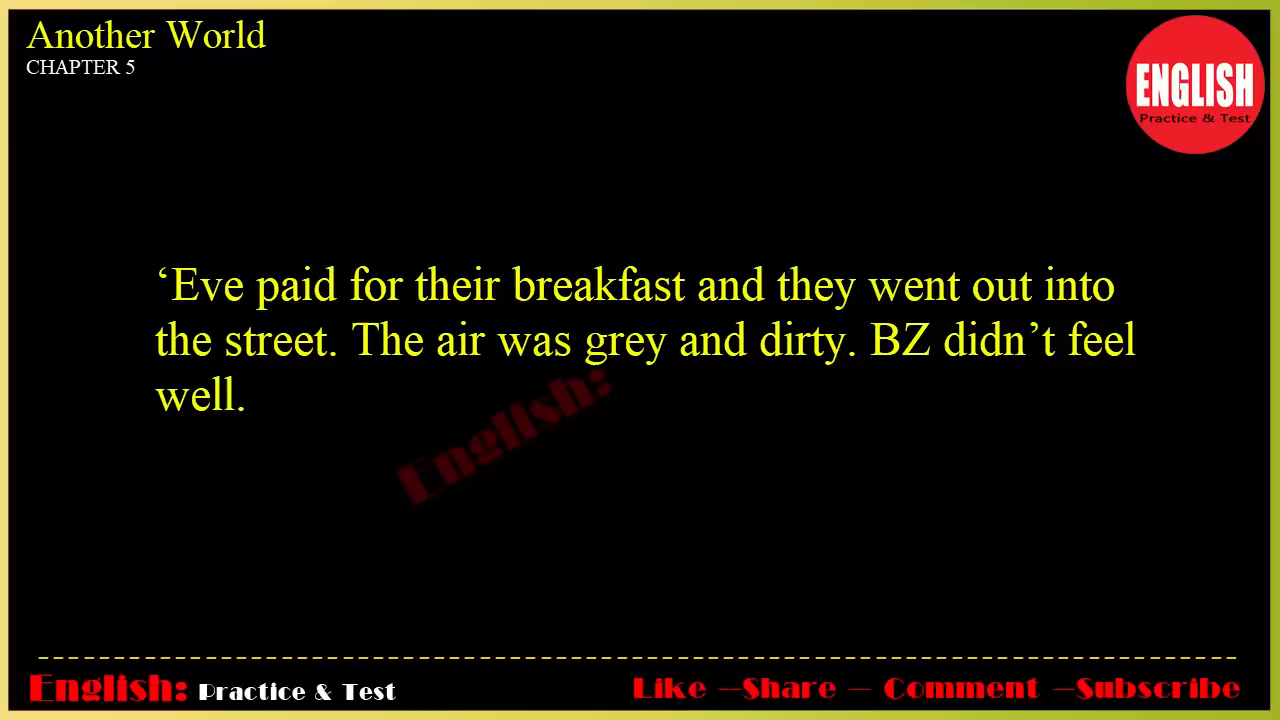 Another World
CHAPTER 5
ENGLISH
Practice & Test
‘Eve paid for their breakfast and they went out into
the street. The air was grey and dirty. BZ didn’t feel
well.
English:
English: Practice & Test
Like —Share — Comment —Subscribe